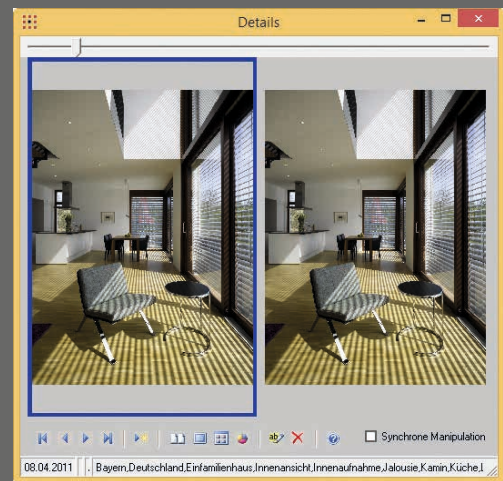 Details
Synchrone Manipulation
08.04.2011 . Bayern,Deutschland,Einfamilienhaus,Innenansicht,Innenaufnahme,Jalousie,Kamin,Küche,